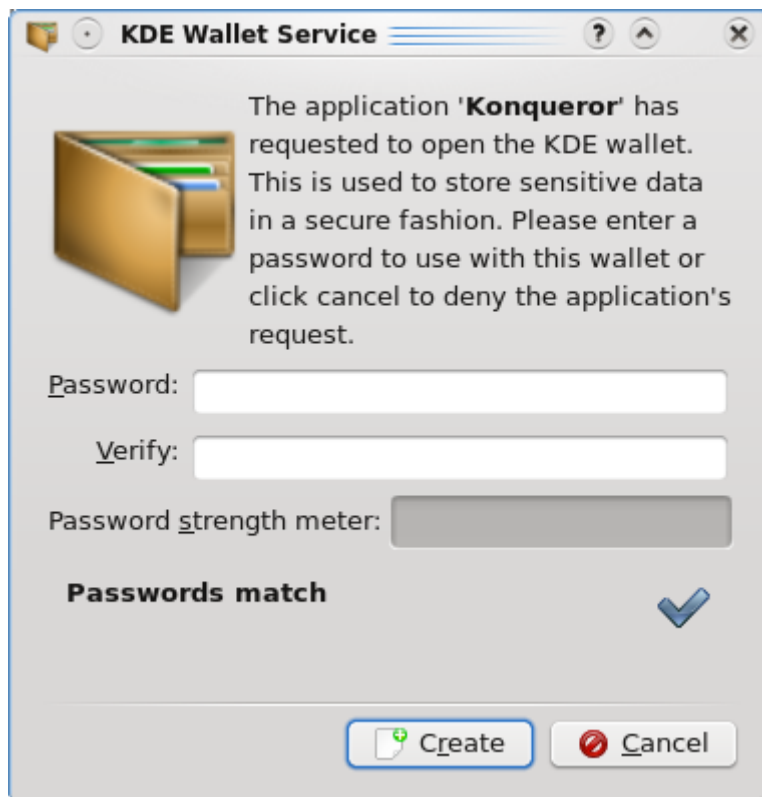 KDE Wallet Service
The application 'Konqueror' has
requested to open the KDE wallet.
This is used to store sensitive data
in a secure fashion. Please enter a
password to use with this wallet or
click cancel to deny the application's
request.
Password:
Verify:
Password strength meter:
Passwords match
Create Cancel